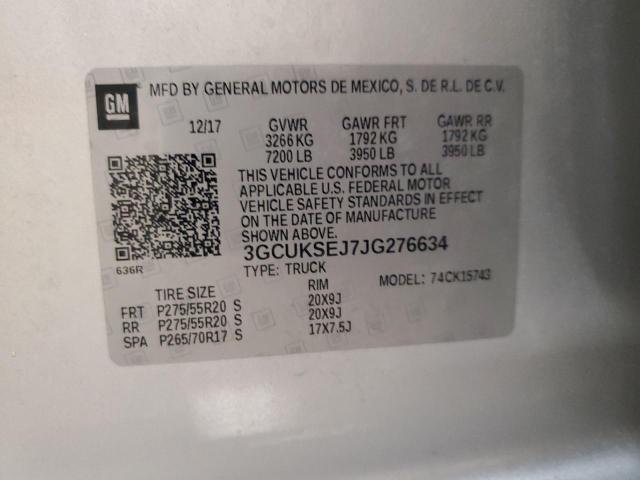 GM
MFD BY GENERAL MOTORS DE MEXICO, S. DE R.L. DE C.V.
12/17 GVWR GAWR FRT GAWR RR
3266 KG 1792 KG 1792 KG
7200 LB 3950 LB 3950 LB
THIS VEHICLE CONFORMS TO ALL
APPLICABLE U.S. FEDERAL MOTOR
VEHICLE SAFETY STANDARDS IN EFFECT
ON THE DATE OF MANUFACTURE
SHOWN ABOVE.
3GCUKSEJ7JG276634
636R TYPE: TRUCK MODEL: 74CK15743
TIRE SIZE RIM
FRT P275/55R20 S 20X9J
RR P275/55R20 S 20X9J
SPA P265/70R17 S 17X7.5J